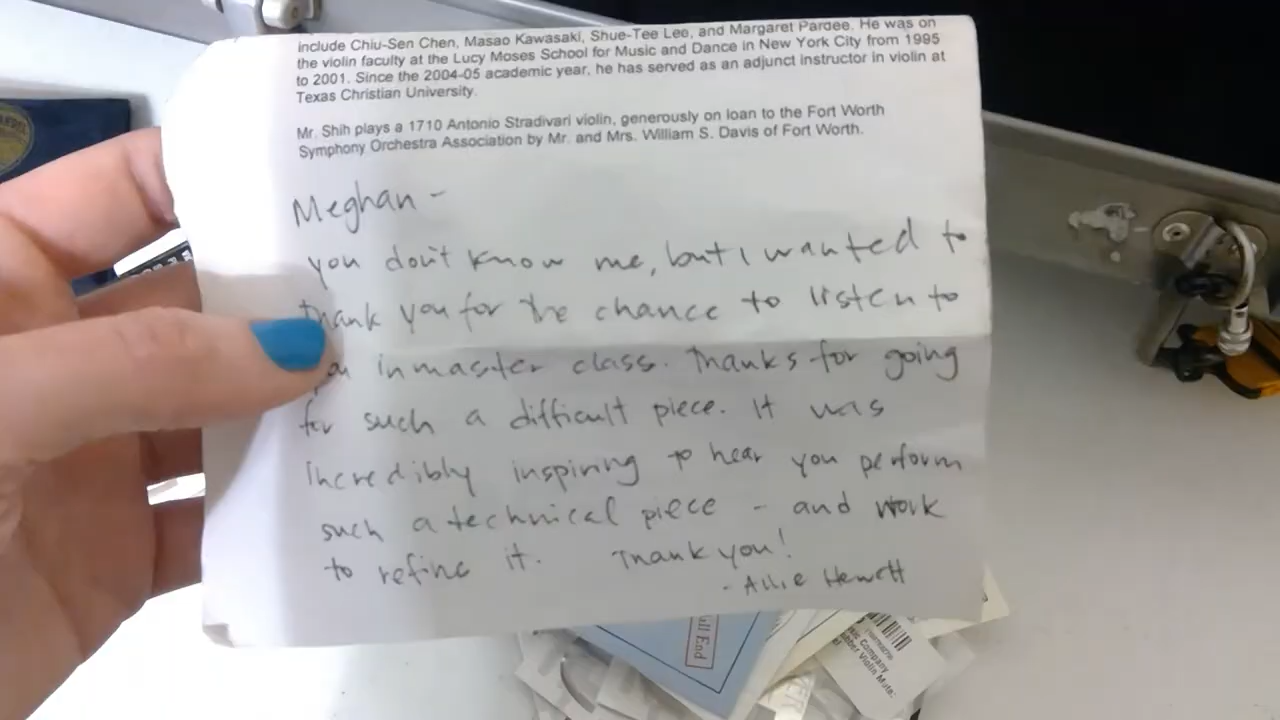 include Chiu-Sen Chen, Masao Kawasaki, Shue-Tee Lee, and Margaret Pardee. He was on
the violin faculty at the Lucy Moses School for Music and Dance in New York City from 1995
to 2001. Since the 2004-05 academic year, he has served as an adjunct instructor in violin at
Texas Christian University.
Mr. Shih plays a 1710 Antonio Stradivari violin, generously on loan to the Fort Worth
Symphony Orchestra Association by Mr. and Mrs. William S. Davis of Fort Worth.
Meghan -
you don't know me, but I wanted to
thank you for the chance to listen to
you in master class. Thanks for going
for such a difficult piece. It was
incredibly inspiring to hear you perform
such a technical piece - and work
to refine it. Thank you!
- Allie Hewett
End
Company
Violin Mute